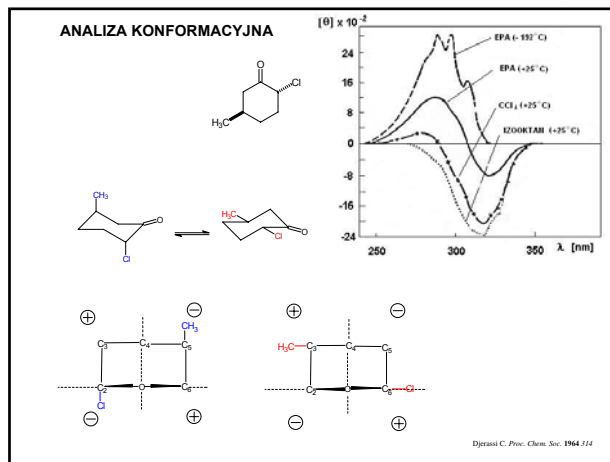 ANALIZA KONFORMACYJNA
O
Cl
H₃C
[θ] x 10⁻²
24
16
8
0
-8
-16
-24
EPA (-192°C)
EPA (+25°C)
CCl₄ (+25°C)
IZOOKTAN (+25°C)
250
300
350
λ [nm]
CH₃
O
Cl
H₃C
Cl
O
+
-
CH₃
C₃
C₄
C₅
C₂
O
C₆
Cl
-
+
+
-
H₃C
C₃
C₄
C₅
C₂
O
C₆
Cl
-
+
Djerassi C. Proc. Chem. Soc. 1964 314